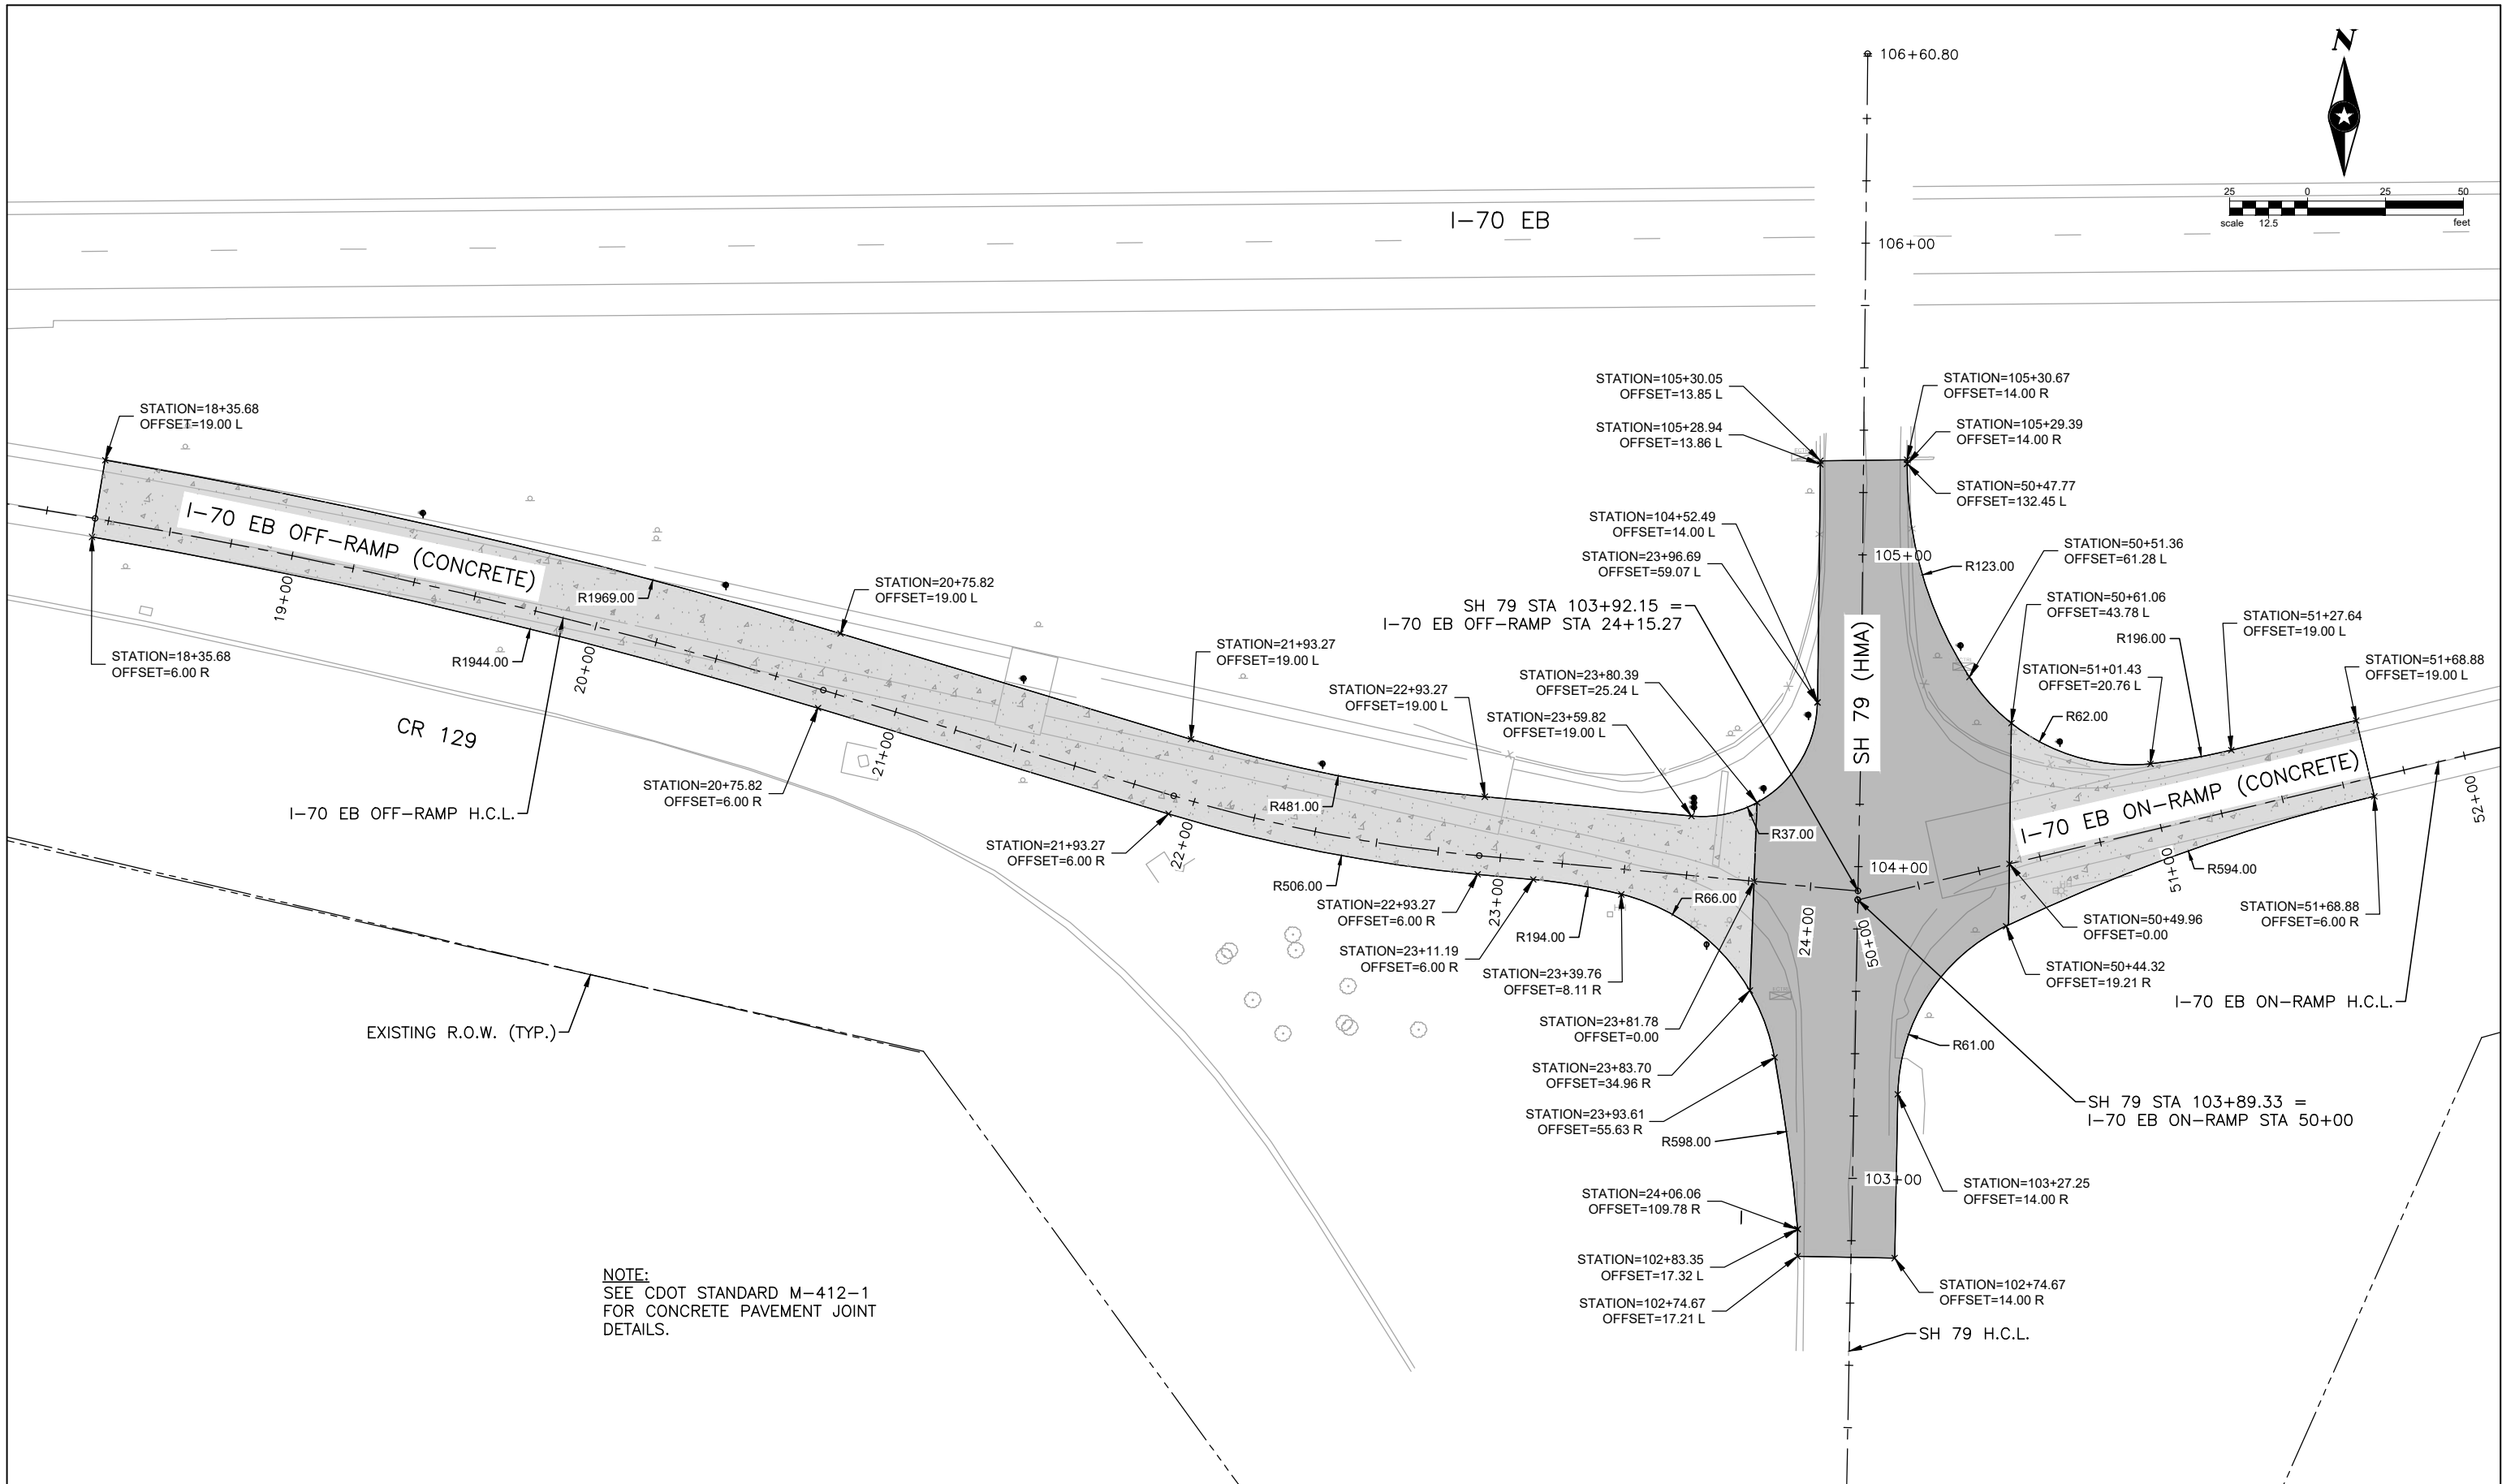 106+60.80
N
25 0 25 50
scale 12.5 feet
I-70 EB
106+00
STATION=105+30.05
OFFSET=13.85 L
STATION=105+30.67
OFFSET=14.00 R
STATION=105+28.94
OFFSET=13.86 L
STATION=105+29.39
OFFSET=14.00 R
STATION=18+35.68
OFFSET=19.00 L
STATION=50+47.77
OFFSET=132.45 L
I-70 EB OFF-RAMP (CONCRETE)
STATION=104+52.49
OFFSET=14.00 L
STATION=50+51.36
OFFSET=61.28 L
105+00
R123.00
STATION=23+96.69
OFFSET=59.07 L
STATION=20+75.82
OFFSET=19.00 L
R1969.00
19+00
SH 79 STA 103+92.15 =
I-70 EB OFF-RAMP STA 24+15.27
STATION=50+61.06
OFFSET=43.78 L
STATION=51+27.64
OFFSET=19.00 L
R196.00
STATION=18+35.68
OFFSET=6.00 R
R1944.00
20+00
STATION=21+93.27
OFFSET=19.00 L
STATION=23+80.39
OFFSET=25.24 L
SH 79 (HMA)
STATION=51+01.43
OFFSET=20.76 L
STATION=51+68.88
OFFSET=19.00 L
STATION=22+93.27
OFFSET=19.00 L
STATION=23+59.82
OFFSET=19.00 L
R62.00
CR 129
21+00
STATION=20+75.82
OFFSET=6.00 R
I-70 EB OFF-RAMP H.C.L.
R481.00
R37.00
I-70 EB ON-RAMP (CONCRETE)
52+00
STATION=21+93.27
OFFSET=6.00 R
22+00
104+00
51+00
R594.00
R506.00
R66.00
STATION=22+93.27
OFFSET=6.00 R
23+00
24+00
50+00
STATION=51+68.88
OFFSET=6.00 R
STATION=50+49.96
OFFSET=0.00
R194.00
STATION=23+11.19
OFFSET=6.00 R
STATION=23+39.76
OFFSET=8.11 R
STATION=50+44.32
OFFSET=19.21 R
I-70 EB ON-RAMP H.C.L.
EXISTING R.O.W. (TYP.)
STATION=23+81.78
OFFSET=0.00
R61.00
STATION=23+83.70
OFFSET=34.96 R
SH 79 STA 103+89.33 =
I-70 EB ON-RAMP STA 50+00
STATION=23+93.61
OFFSET=55.63 R
R598.00
103+00
STATION=103+27.25
OFFSET=14.00 R
STATION=24+06.06
OFFSET=109.78 R
STATION=102+83.35
OFFSET=17.32 L
STATION=102+74.67
OFFSET=14.00 R
STATION=102+74.67
OFFSET=17.21 L
SH 79 H.C.L.
NOTE:
SEE CDOT STANDARD M-412-1
FOR CONCRETE PAVEMENT JOINT
DETAILS.